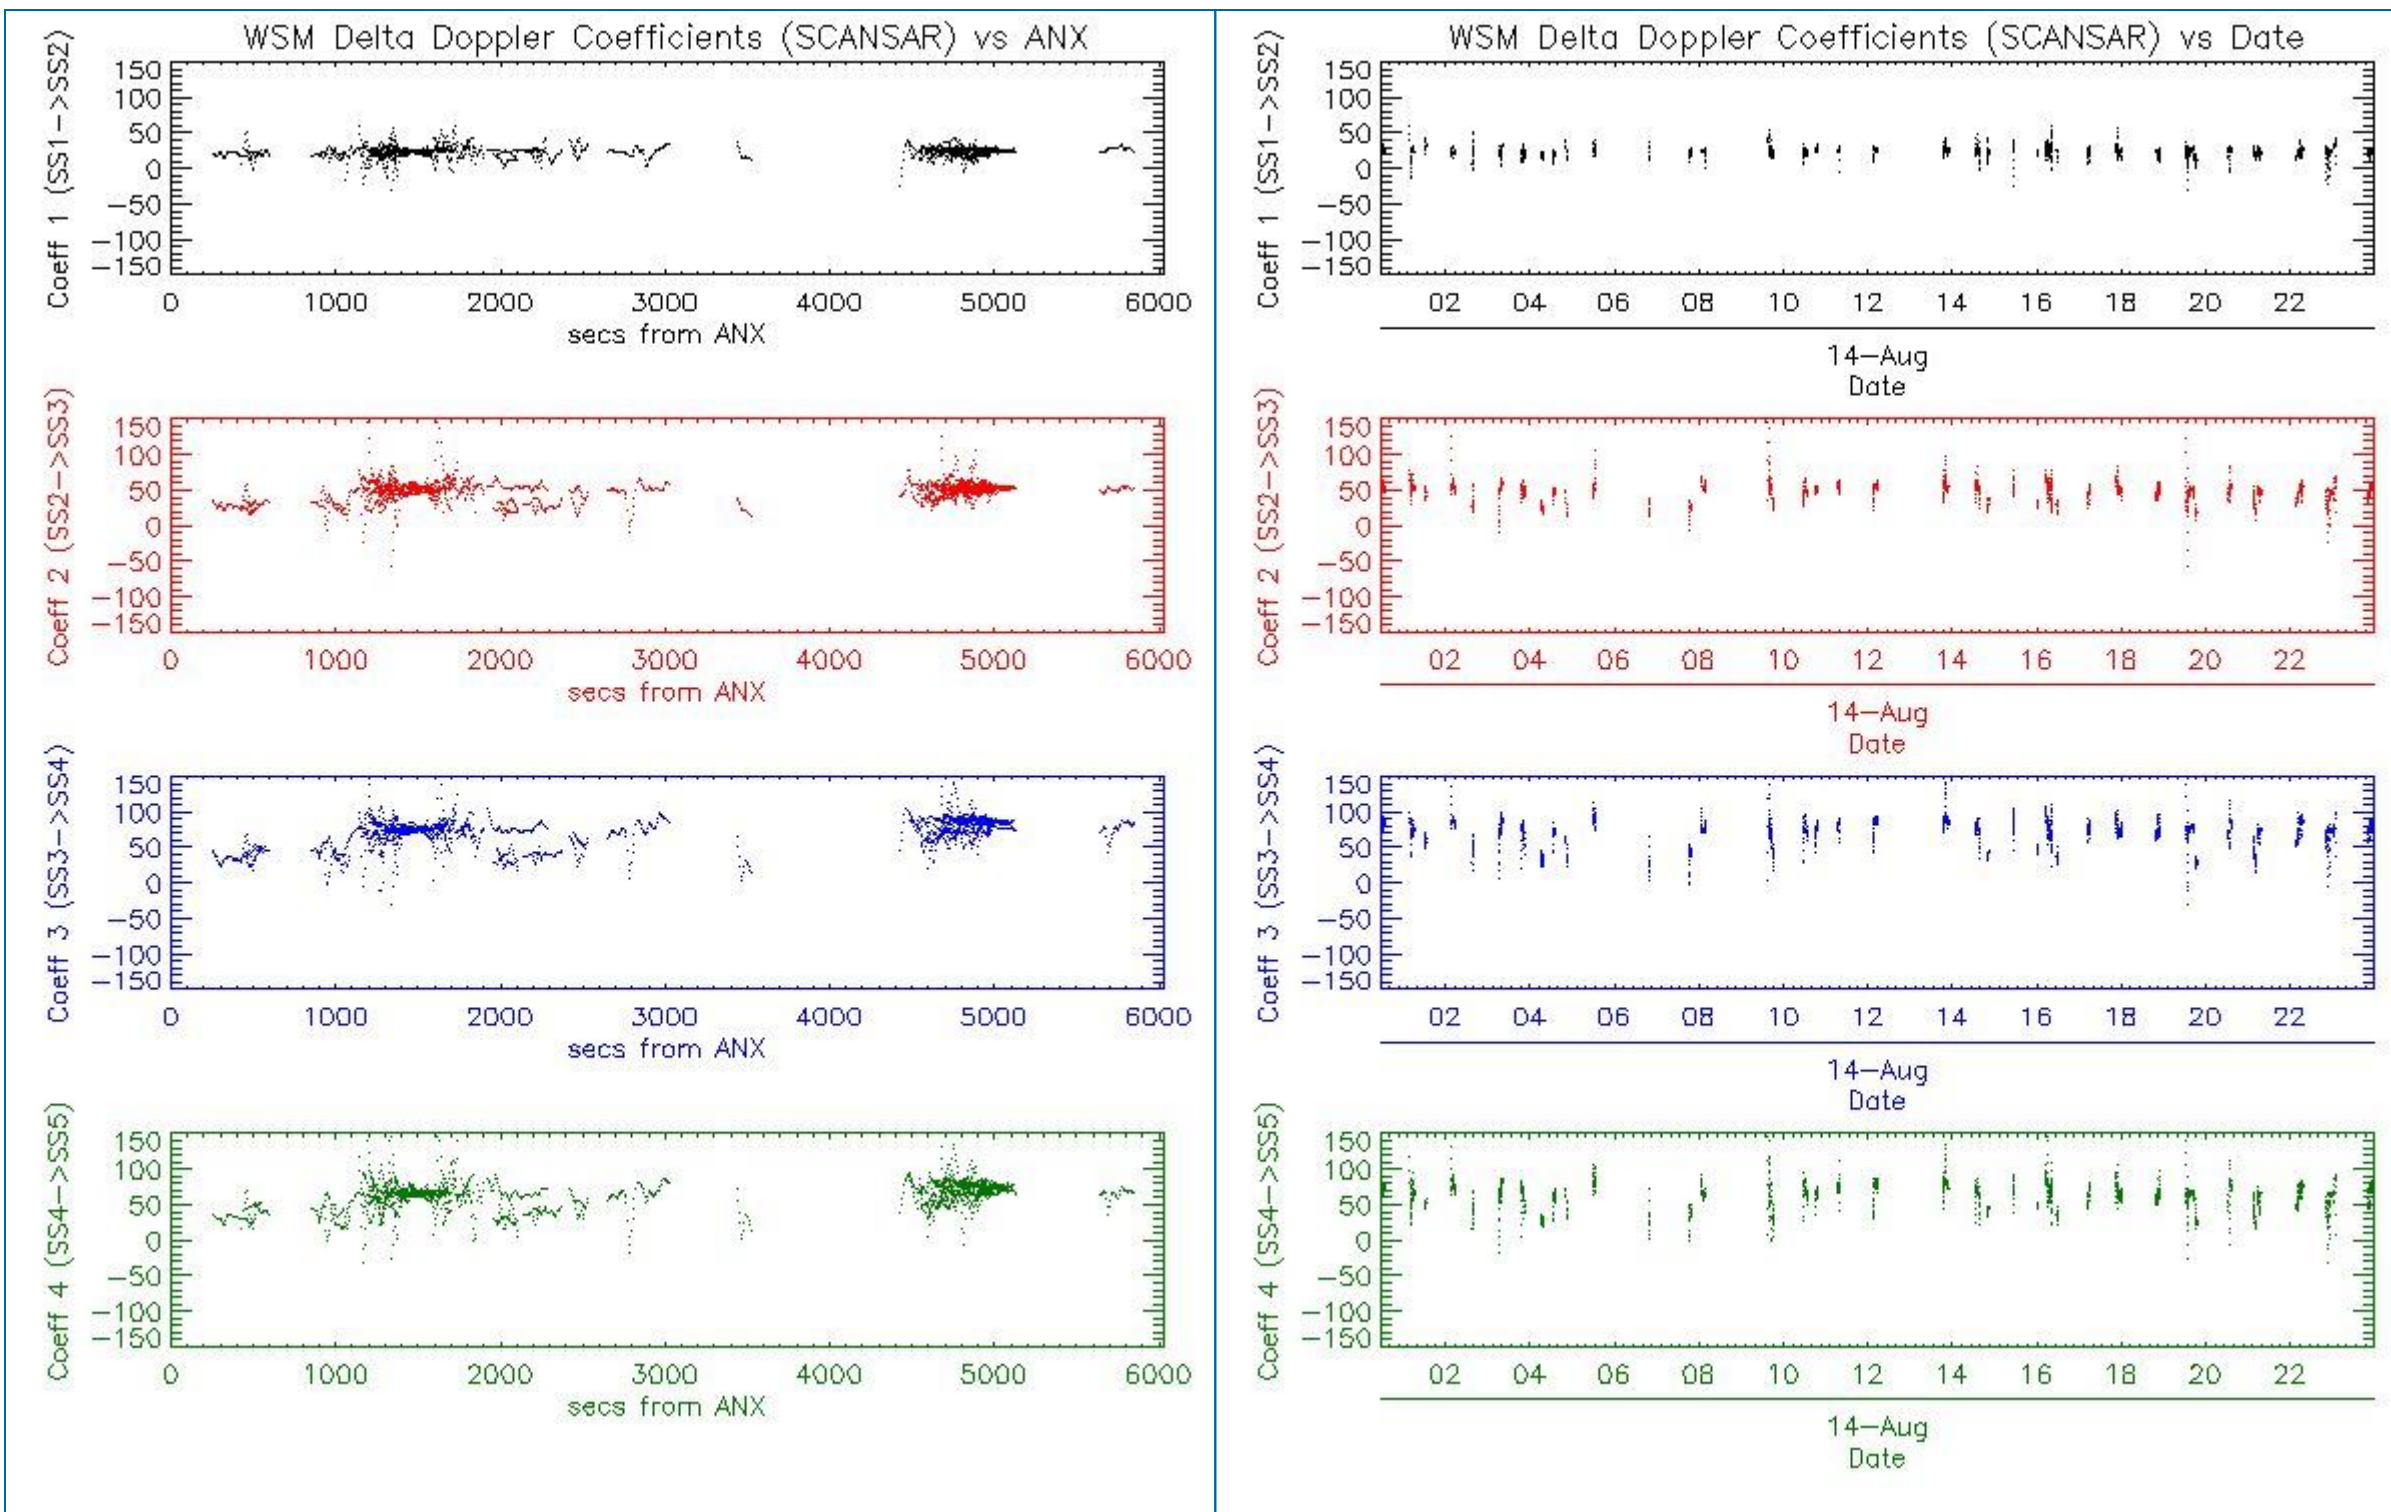 WSM Delta Doppler Coefficients (SCANSAR) vs ANX
Coeff 1 (SS1->SS2)
150
100
50
0
-50
-100
-150
0 1000 2000 3000 4000 5000 6000
secs from ANX
Coeff 2 (SS2->SS3)
150
100
50
0
-50
-100
-150
0 1000 2000 3000 4000 5000 6000
secs from ANX
Coeff 3 (SS3->SS4)
150
100
50
0
-50
-100
-150
0 1000 2000 3000 4000 5000 6000
secs from ANX
Coeff 4 (SS4->SS5)
150
100
50
0
-50
-100
-150
0 1000 2000 3000 4000 5000 6000
secs from ANX
WSM Delta Doppler Coefficients (SCANSAR) vs Date
Coeff 1 (SS1->SS2)
150
100
50
0
-50
-100
-150
02 04 06 08 10 12 14 16 18 20 22
14-Aug
Date
Coeff 2 (SS2->SS3)
150
100
50
0
-50
-100
-150
02 04 06 08 10 12 14 16 18 20 22
14-Aug
Date
Coeff 3 (SS3->SS4)
150
100
50
0
-50
-100
-150
02 04 06 08 10 12 14 16 18 20 22
14-Aug
Date
Coeff 4 (SS4->SS5)
150
100
50
0
-50
-100
-150
02 04 06 08 10 12 14 16 18 20 22
14-Aug
Date